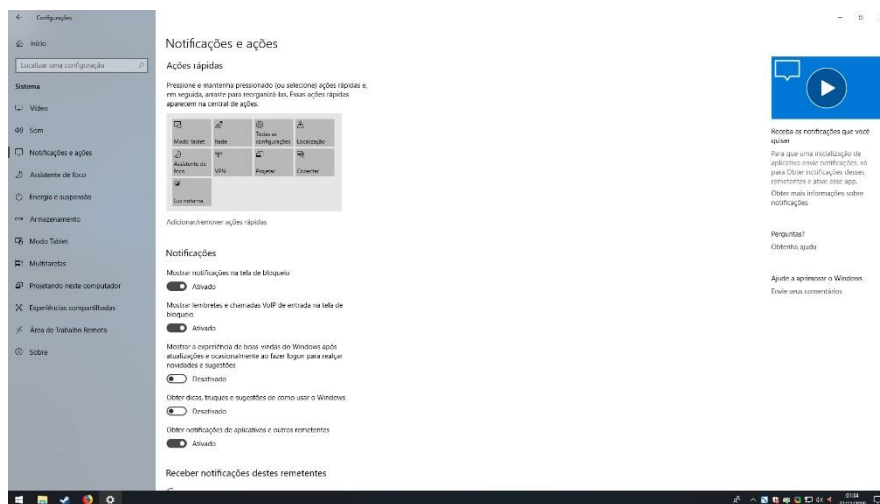 Configurações
Início
Localizar uma configuração
Sistema
Vídeo
Som
Notificações e ações
Assistente de foco
Energia e suspensão
Armazenamento
Modo Tablet
Multitarefas
Projetando neste computador
Experiências compartilhadas
Área de Trabalho Remota
Sobre
Notificações e ações
Ações rápidas
Pressione e mantenha pressionado (ou selecione) ações rápidas e,
em seguida, arraste para reorganizá-las. Essas ações rápidas
aparecem na central de ações.
Modo Tablet
Rede
Todas as
configurações
Localização
Assistente de
foco
VPN
Projetar
Conectar
Luz noturna
Adicionar/remover ações rápidas
Notificações
Mostrar notificações na tela de bloqueio
Ativado
Mostrar lembretes e chamadas VoIP de entrada na tela de
bloqueio
Ativado
Mostrar a experiência de boas-vindas do Windows após
atualizações e ocasionalmente ao fazer logon para realçar
novidades e sugestões
Desativado
Obter dicas, truques e sugestões de como usar o Windows
Desativado
Obter notificações de aplicativos e outros remetentes
Ativado
Receber notificações destes remetentes
Receba as notificações que você
quiser
Para que uma inicialização de
aplicativo envie notificações, vá
para Obter notificações desses
remetentes e ative esse app.
Obter mais informações sobre
notificações
Perguntas?
Obtenha ajuda
Ajude a aprimorar o Windows
Envie seus comentários
01:34